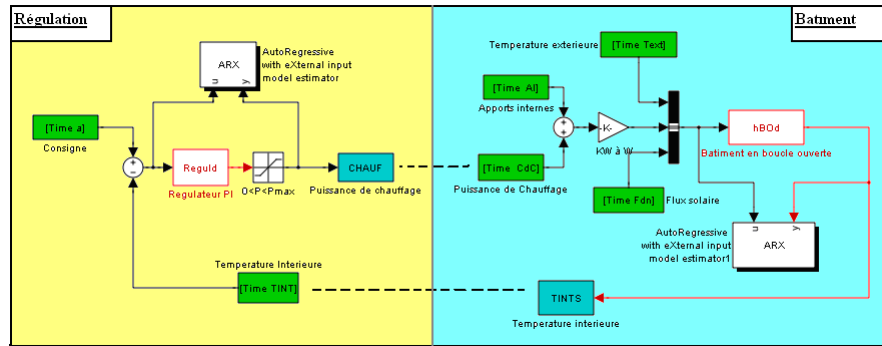 Régulation
ARX
u
y
AutoRegressive
with eXternal input
model estimator
[Time a]
Consigne
+
−
Reguld
Regulateur PI
0<P<Pmax
CHAUF
Puissance de chauffage
Temperature Interieure
[Time TINT]
Batiment
Temperature exterieure
[Time Text]
[Time AI]
Apports internes
+
+
-K-
KW à W
[Time CdC]
Puissance de Chauffage
[Time Fdn]
Flux solaire
hBOd
Batiment en boucle ouverte
AutoRegressive
with eXternal input
model estimator1
u
y
ARX
TINTS
Temperature interieure